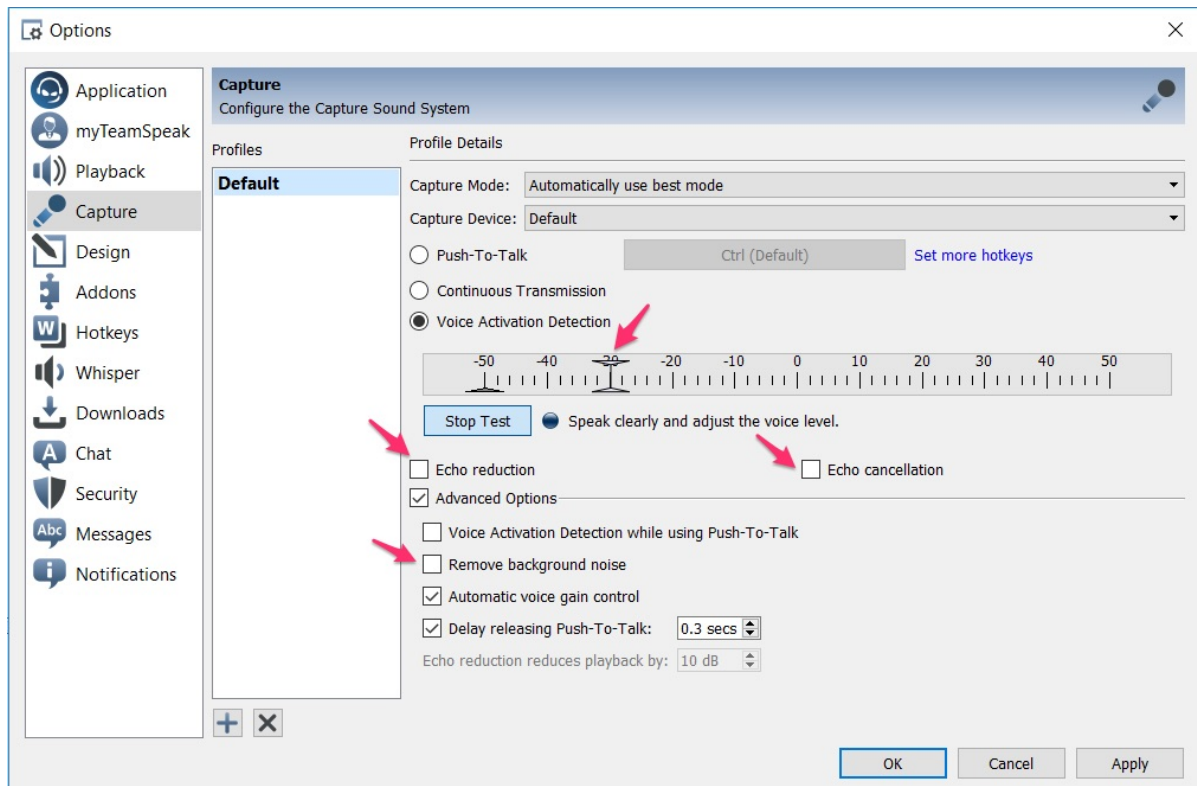 Options
Application
myTeamSpeak
Playback
Capture
Design
Addons
Hotkeys
Whisper
Downloads
Chat
Security
Messages
Notifications
Capture
Configure the Capture Sound System
Profiles
Default
Profile Details
Capture Mode: Automatically use best mode
Capture Device: Default
Push-To-Talk Ctrl (Default) Set more hotkeys
Continuous Transmission
Voice Activation Detection
-50 -40 -30 -20 -10 0 10 20 30 40 50
Stop Test Speak clearly and adjust the voice level.
Echo reduction Echo cancellation
Advanced Options
Voice Activation Detection while using Push-To-Talk
Remove background noise
Automatic voice gain control
Delay releasing Push-To-Talk: 0.3 secs
Echo reduction reduces playback by: 10 dB
OK Cancel Apply